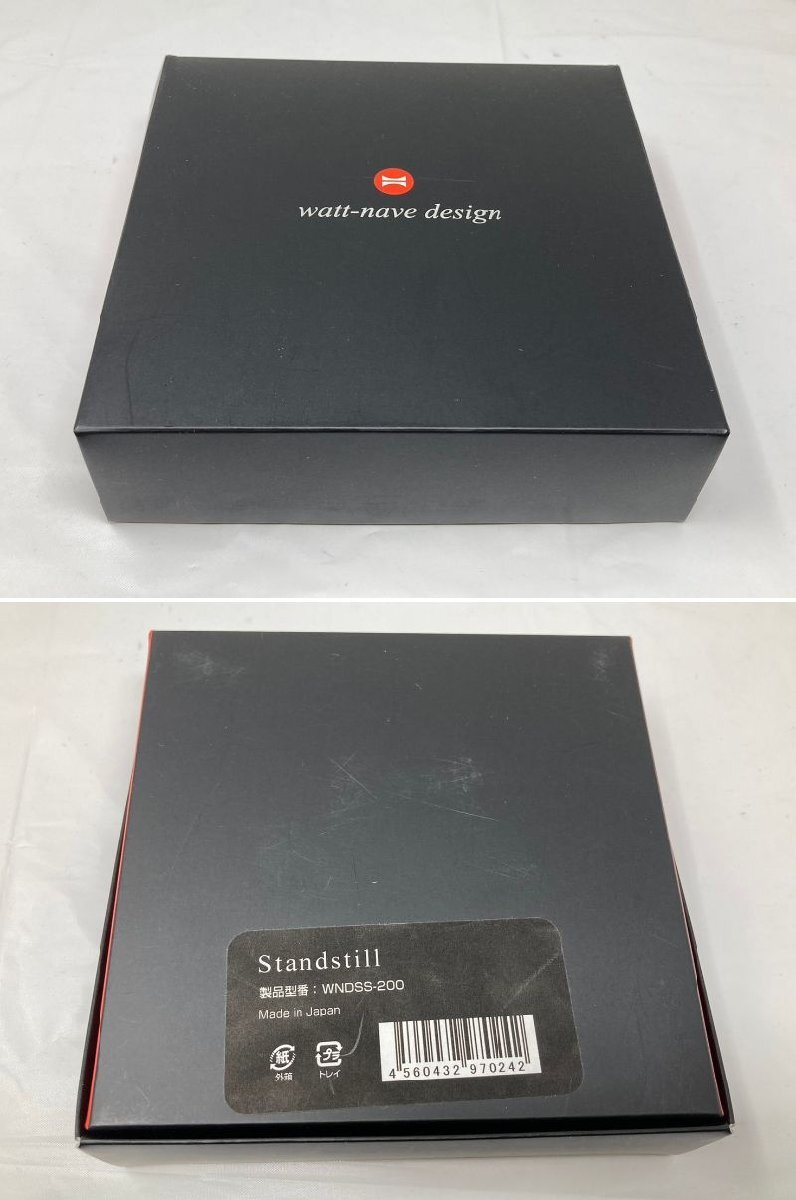 watt-nave design
Standstill
製品型番：WNDSS-200
Made in Japan
紙
外箱
プラ
トレイ
4 560432 970242